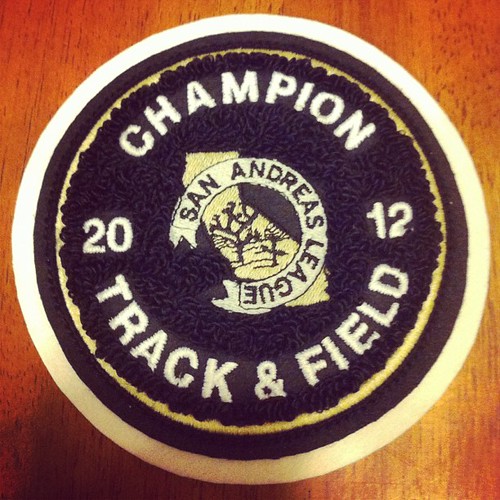 CHAMPION
SAN ANDREAS LEAGUE
20 12
TRACK & FIELD